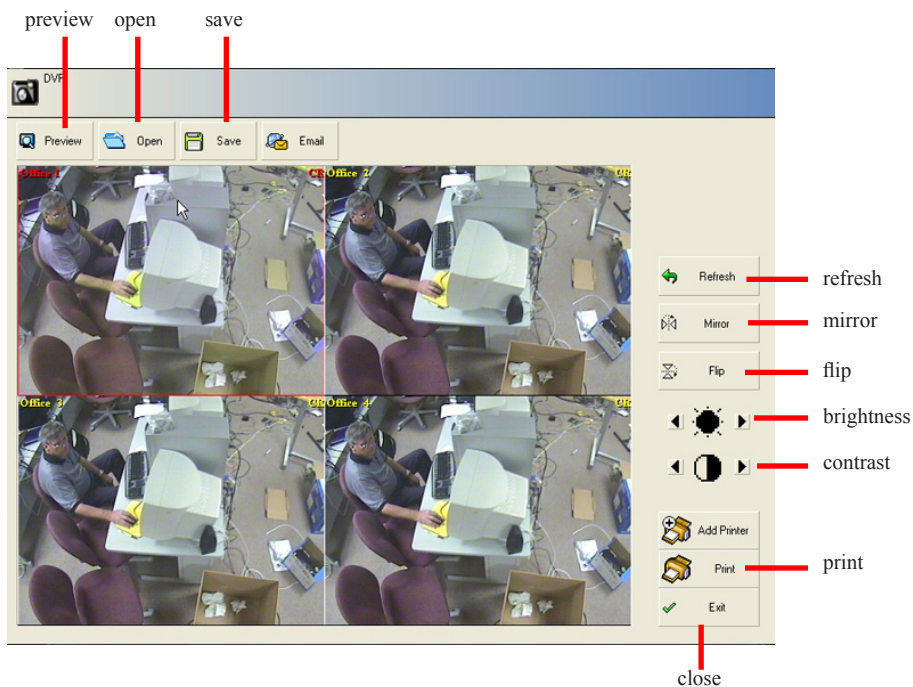 preview open save
DVR
Preview Open Save Email
Office 1 CR Office 2 CR
Refresh refresh
Mirror mirror
Flip flip
brightness
Office 3 CR Office 4 CR
contrast
Add Printer
Print print
Exit
close